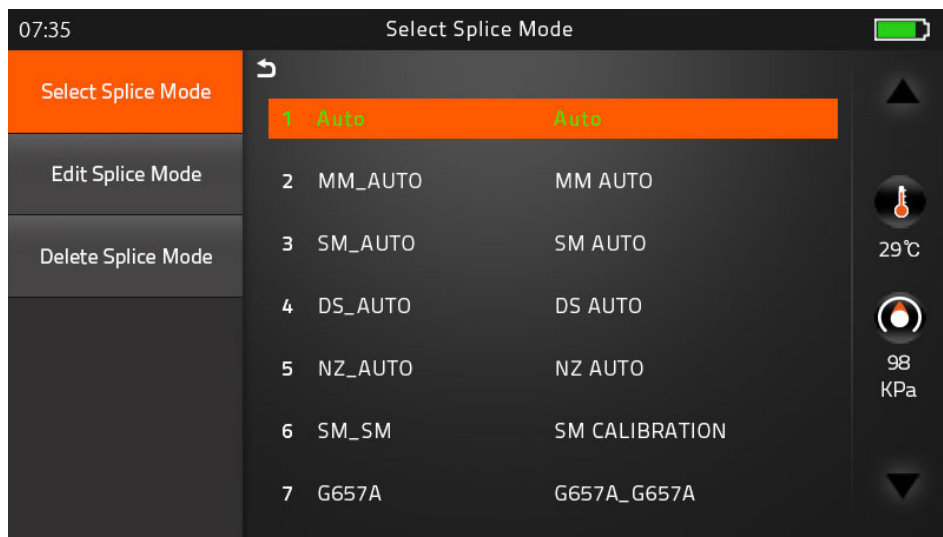 07:35 Select Splice Mode
Select Splice Mode
Edit Splice Mode
Delete Splice Mode
1 Auto Auto
2 MM_AUTO MM AUTO
3 SM_AUTO SM AUTO
4 DS_AUTO DS AUTO
5 NZ_AUTO NZ AUTO
6 SM_SM SM CALIBRATION
7 G657A G657A_G657A
29℃
98
KPa